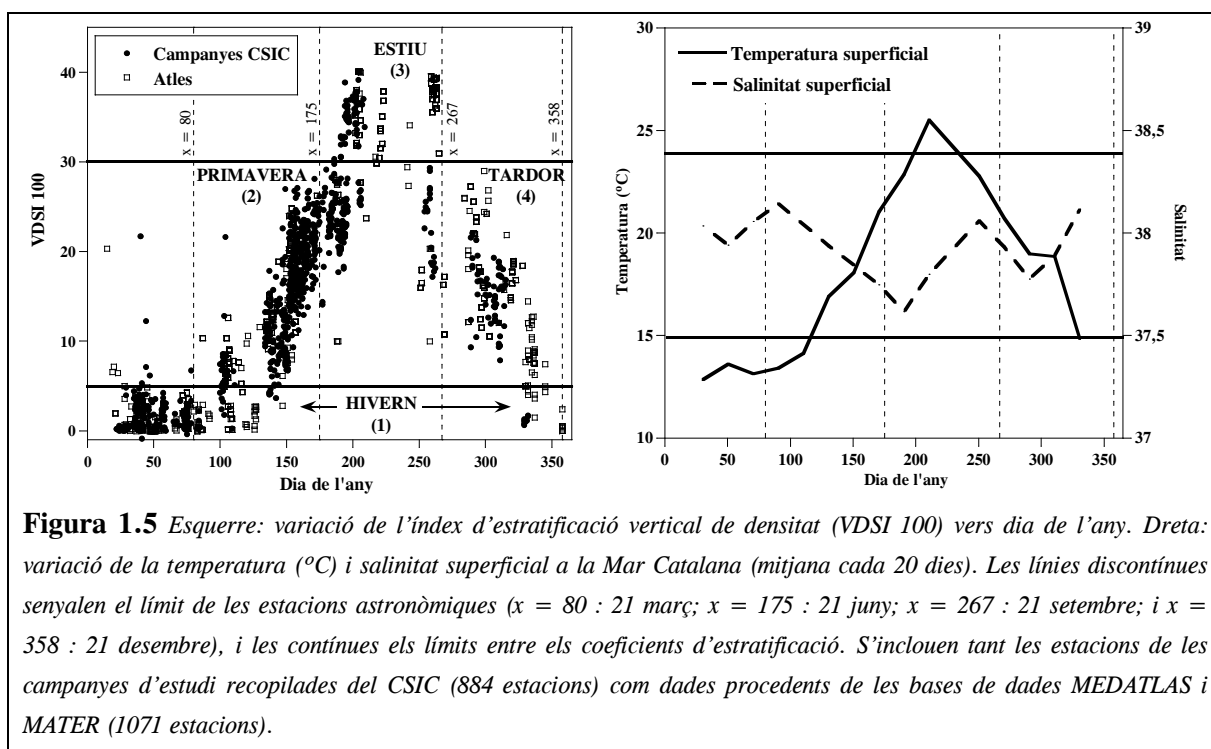 Campanyes CSIC
Atles
ESTIU
(3)
x = 80
x = 175
x = 267
x = 358
PRIMAVERA
(2)
TARDOR
(4)
HIVERN
(1)
VDSI 100
40
30
20
10
0
0 50 100 150 200 250 300 350
Dia de l'any
Temperatura superficial
Salinitat superficial
Temperatura (ºC)
30
25
20
15
10
39
38,5
38
37,5
37
Salinitat
0 50 100 150 200 250 300 350
Dia de l'any
Figura 1.5 Esquerre: variació de l’índex d’estratificació vertical de densitat (VDSI 100) vers dia de l’any. Dreta:
variació de la temperatura (ºC) i salinitat superficial a la Mar Catalana (mitjana cada 20 dies). Les línies discontínues
senyalen el límit de les estacions astronòmiques (x = 80 : 21 març; x = 175 : 21 juny; x = 267 : 21 setembre; i x =
358 : 21 desembre), i les contínues els límits entre els coeficients d’estratificació. S’inclouen tant les estacions de les
campanyes d’estudi recopilades del CSIC (884 estacions) com dades procedents de les bases de dades MEDATLAS i
MATER (1071 estacions).